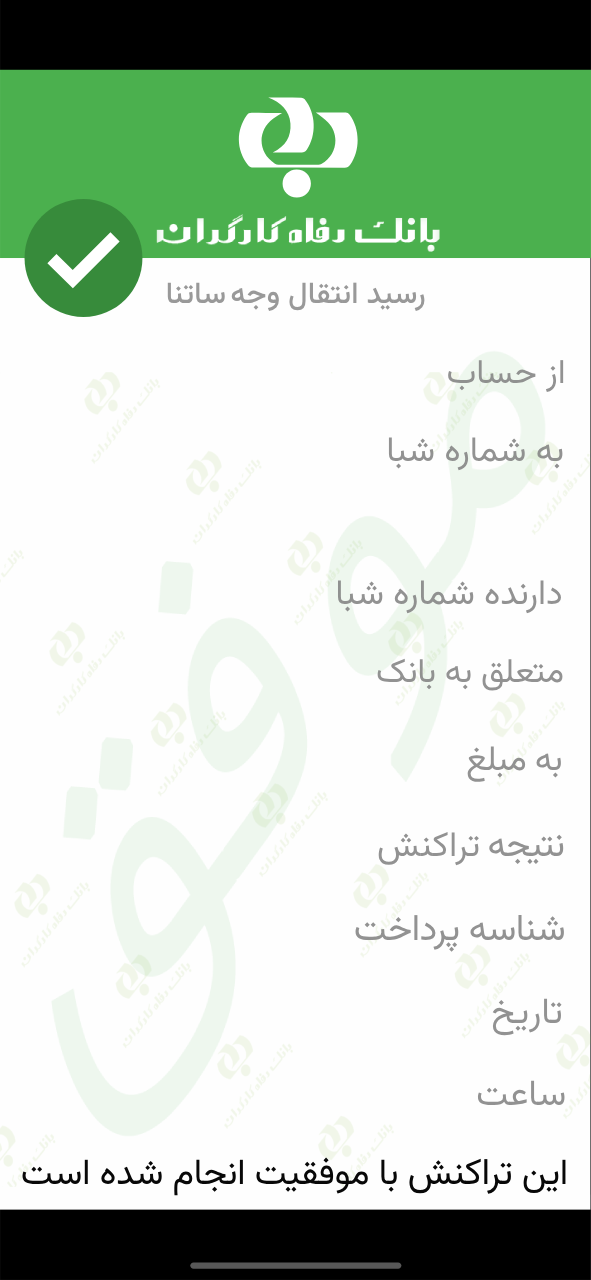 بانک رفاه کارگران
رسید انتقال وجه ساتنا
از حساب
به شماره شبا
دارنده شماره شبا
متعلق به بانک
به مبلغ
نتیجه تراکنش
شناسه پرداخت
تاریخ
ساعت
این تراکنش با موفقیت انجام شده است
موفق